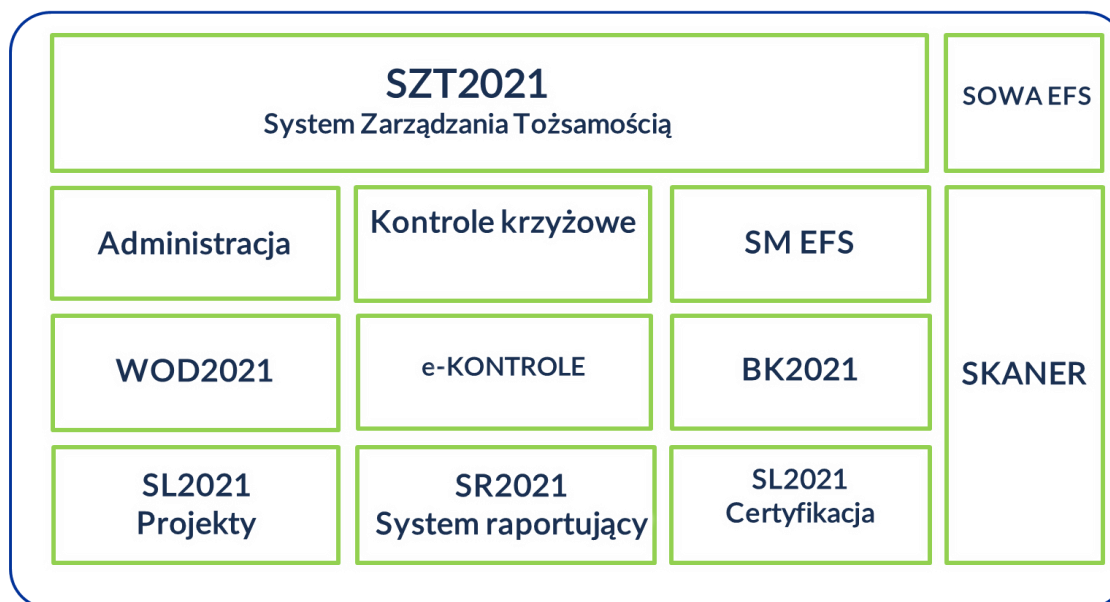 SZT2021
System Zarządzania Tożsamością
SOWA EFS
Administracja
Kontrole krzyżowe
SM EFS
WOD2021
e-KONTROLE
BK2021
SKANER
SL2021
Projekty
SR2021
System raportujący
SL2021
Certyfikacja